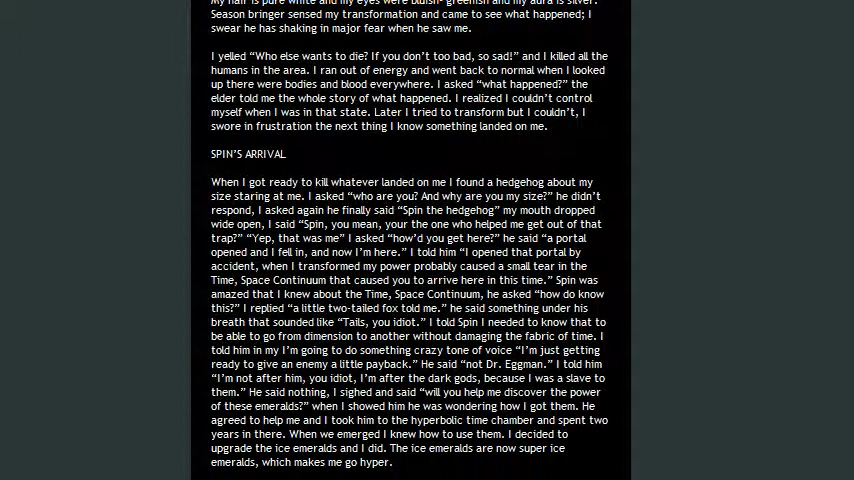 My hair is pure white and my eyes were bluish- greenish and my aura is silver.
Season bringer sensed my transformation and came to see what happened; I
swear he has shaking in major fear when he saw me.
I yelled “Who else wants to die? If you don’t too bad, so sad!” and I killed all the
humans in the area. I ran out of energy and went back to normal when I looked
up there were bodies and blood everywhere. I asked “what happened?” the
elder told me the whole story of what happened. I realized I couldn’t control
myself when I was in that state. Later I tried to transform but I couldn’t, I
swore in frustration the next thing I know something landed on me.
SPIN’S ARRIVAL
When I got ready to kill whatever landed on me I found a hedgehog about my
size staring at me. I asked “who are you? And why are you my size?” he didn’t
respond, I asked again he finally said “Spin the hedgehog” my mouth dropped
wide open, I said “Spin, you mean, your the one who helped me get out of that
trap?” “Yep, that was me” I asked “how’d you get here?” he said “a portal
opened and I fell in, and now I’m here.” I told him “I opened that portal by
accident, when I transformed my power probably caused a small tear in the
Time, Space Continuum that caused you to arrive here in this time.” Spin was
amazed that I knew about the Time, Space Continuum, he asked “how do know
this?” I replied “a little two-tailed fox told me.” he said something under his
breath that sounded like “Tails, you idiot.” I told Spin I needed to know that to
be able to go from dimension to another without damaging the fabric of time. I
told him in my I’m going to do something crazy tone of voice “I’m just getting
ready to give an enemy a little payback.” He said “not Dr. Eggman.” I told him
“I’m not after him, you idiot, I’m after the dark gods, because I was a slave to
them.” He said nothing, I sighed and said “will you help me discover the power
of these emeralds?” when I showed him he was wondering how I got them. He
agreed to help me and I took him to the hyperbolic time chamber and spent two
years in there. When we emerged I knew how to use them. I decided to
upgrade the ice emeralds and I did. The ice emeralds are now super ice
emeralds, which makes me go hyper.